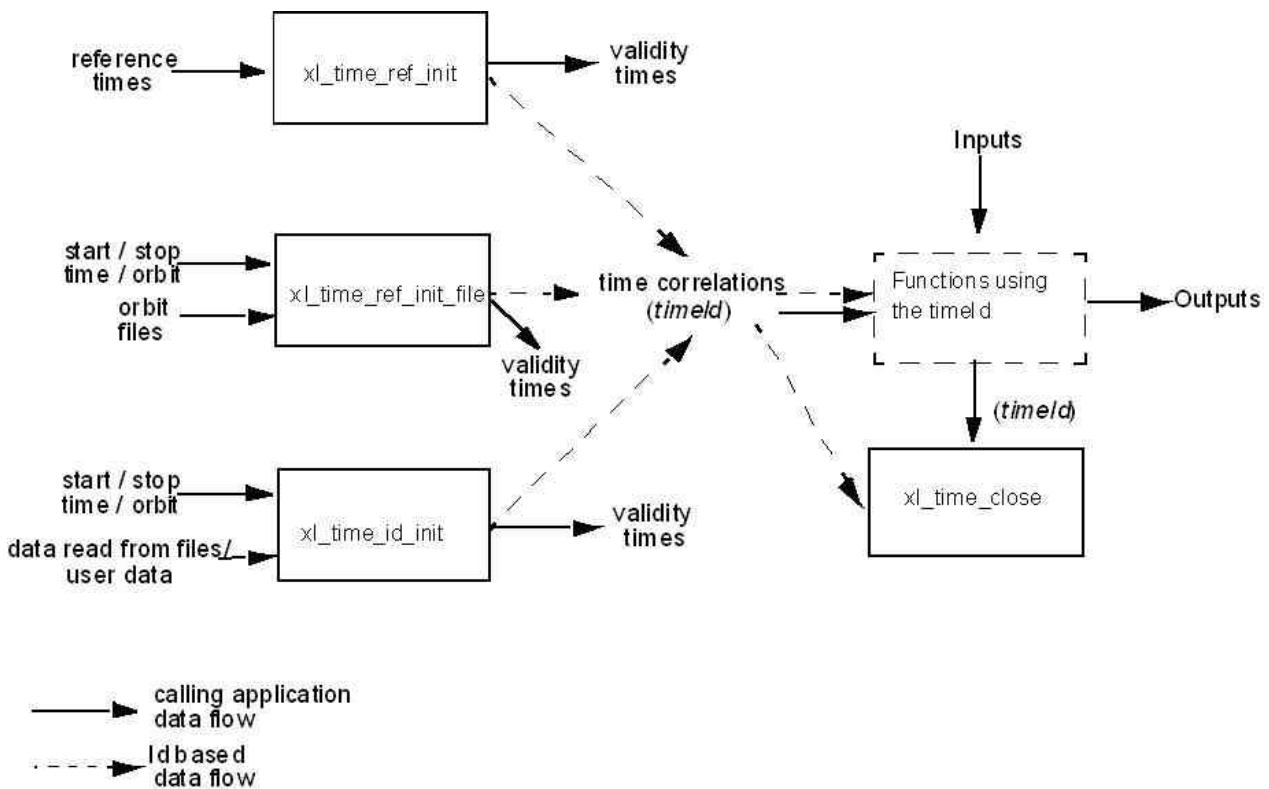 reference
times
xl_time_ref_init
validity
times
Inputs
start / stop
time / orbit
orbit
files
xl_time_ref_init_file
validity
times
time correlations
(timeId)
Functions using
the timeId
Outputs
(timeId)
start / stop
time / orbit
data read from files/
user data
xl_time_id_init
validity
times
xl_time_close
calling application
data flow
Id based
data flow